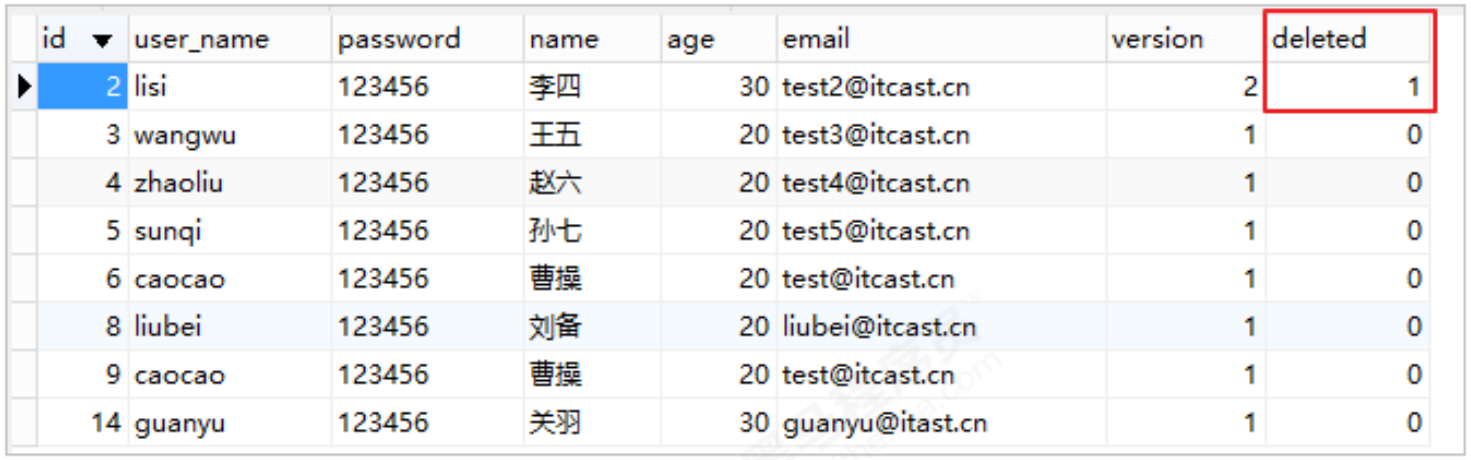 id user_name password name age email version deleted
2 lisi 123456 李四 30 test2@itcast.cn 2 1
3 wangwu 123456 王五 20 test3@itcast.cn 1 0
4 zhaoliu 123456 赵六 20 test4@itcast.cn 1 0
5 sunqi 123456 孙七 20 test5@itcast.cn 1 0
6 caocao 123456 曹操 20 test@itcast.cn 1 0
8 liubei 123456 刘备 20 liubei@itcast.cn 1 0
9 caocao 123456 曹操 20 test@itcast.cn 1 0
14 guanyu 123456 关羽 30 guanyu@itast.cn 1 0